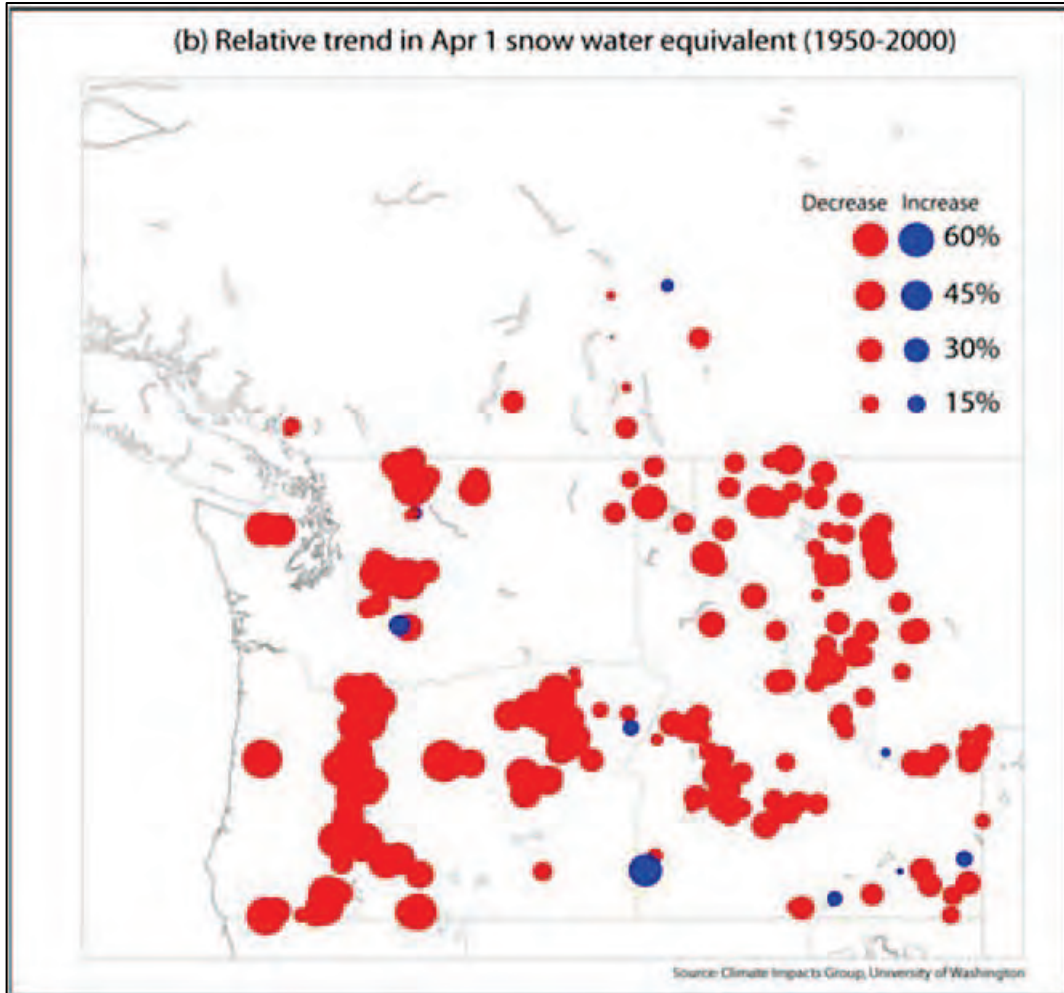 (b) Relative trend in Apr 1 snow water equivalent (1950-2000)
Decrease Increase
60%
45%
30%
15%
Source: Climate Impacts Group, University of Washington